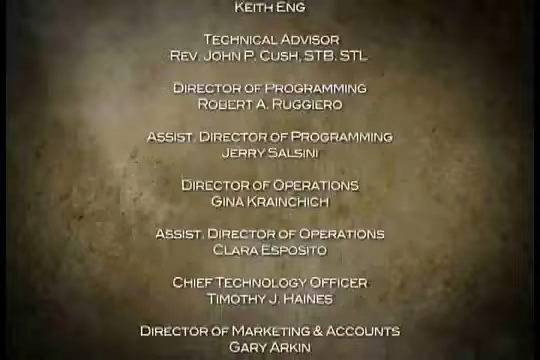 KEITH ENG
TECHNICAL ADVISOR
REV. JOHN P. CUSH, STB, STL
DIRECTOR OF PROGRAMMING
ROBERT A. RUGGIERO
ASSIST. DIRECTOR OF PROGRAMMING
JERRY SALSINI
DIRECTOR OF OPERATIONS
GINA KRAINCHICH
ASSIST. DIRECTOR OF OPERATIONS
CLARA ESPOSITO
CHIEF TECHNOLOGY OFFICER
TIMOTHY J. HAINES
DIRECTOR OF MARKETING & ACCOUNTS
GARY ARKIN